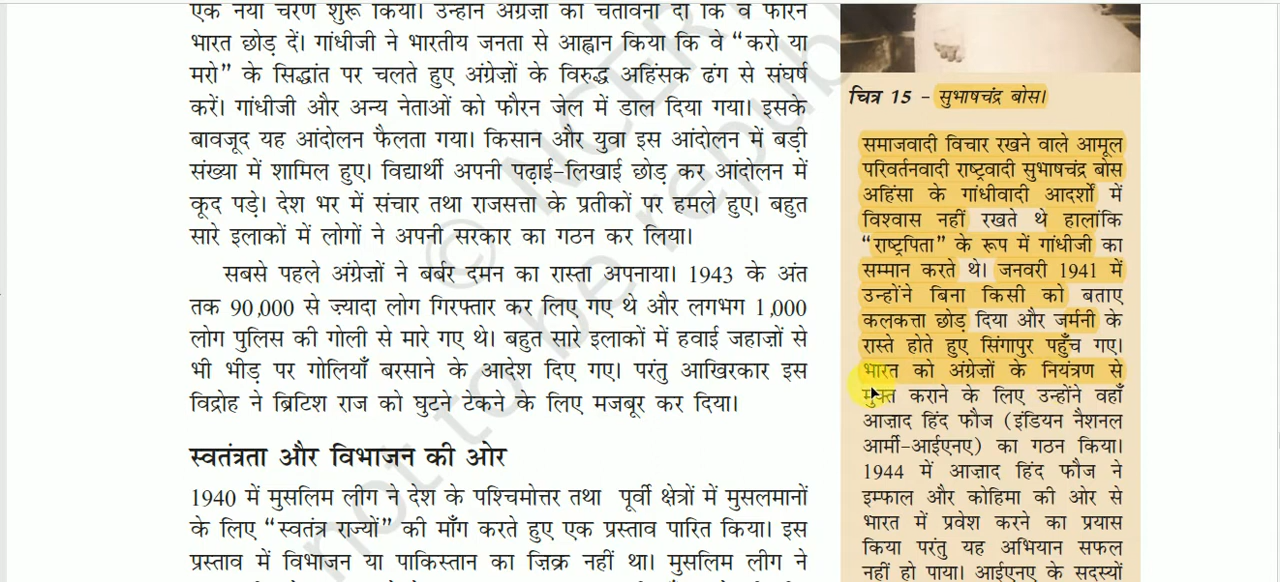 एक नया चरण शुरू किया। उन्होंने अंग्रेज़ों को चेतावनी दी कि वे फौरन
भारत छोड़ दें। गांधीजी ने भारतीय जनता से आह्वान किया कि वे “करो या
मरो” के सिद्धांत पर चलते हुए अंग्रेज़ों के विरुद्ध अहिंसक ढंग से संघर्ष
करें। गांधीजी और अन्य नेताओं को फौरन जेल में डाल दिया गया। इसके
बावजूद यह आंदोलन फैलता गया। किसान और युवा इस आंदोलन में बड़ी
संख्या में शामिल हुए। विद्यार्थी अपनी पढ़ाई-लिखाई छोड़ कर आंदोलन में
कूद पड़े। देश भर में संचार तथा राजसत्ता के प्रतीकों पर हमले हुए। बहुत
सारे इलाकों में लोगों ने अपनी सरकार का गठन कर लिया।
सबसे पहले अंग्रेज़ों ने बर्बर दमन का रास्ता अपनाया। 1943 के अंत
तक 90,000 से ज़्यादा लोग गिरफ्तार कर लिए गए थे और लगभग 1,000
लोग पुलिस की गोली से मारे गए थे। बहुत सारे इलाकों में हवाई जहाजों से
भी भीड़ पर गोलियाँ बरसाने के आदेश दिए गए। परंतु आखिरकार इस
विद्रोह ने ब्रिटिश राज को घुटने टेकने के लिए मजबूर कर दिया।
स्वतंत्रता और विभाजन की ओर
1940 में मुसलिम लीग ने देश के पश्चिमोत्तर तथा पूर्वी क्षेत्रों में मुसलमानों
के लिए “स्वतंत्र राज्यों” की माँग करते हुए एक प्रस्ताव पारित किया। इस
प्रस्ताव में विभाजन या पाकिस्तान का ज़िक्र नहीं था। मुसलिम लीग ने
चित्र 15 - सुभाषचंद्र बोस।
समाजवादी विचार रखने वाले आमूल
परिवर्तनवादी राष्ट्रवादी सुभाषचंद्र बोस
अहिंसा के गांधीवादी आदर्शों में
विश्वास नहीं रखते थे हालांकि
“राष्ट्रपिता” के रूप में गांधीजी का
सम्मान करते थे। जनवरी 1941 में
उन्होंने बिना किसी को बताए
कलकत्ता छोड़ दिया और जर्मनी के
रास्ते होते हुए सिंगापुर पहुँच गए।
भारत को अंग्रेज़ों के नियंत्रण से
मुक्त कराने के लिए उन्होंने वहाँ
आज़ाद हिंद फौज (इंडियन नैशनल
आर्मी-आईएनए) का गठन किया।
1944 में आज़ाद हिंद फौज ने
इम्फाल और कोहिमा की ओर से
भारत में प्रवेश करने का प्रयास
किया परंतु यह अभियान सफल
नहीं हो पाया। आईएनए के सदस्यों
© NCER
not to be republ